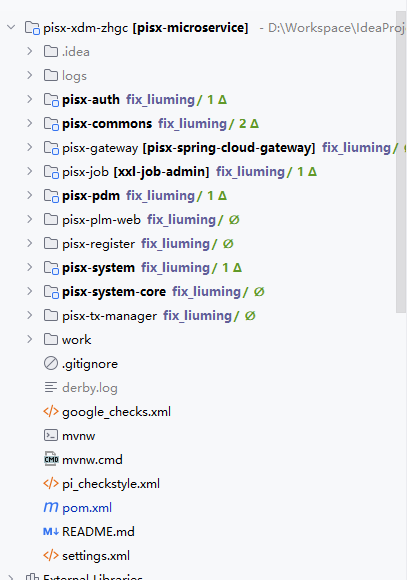 pisx-xdm-zhgc [pisx-microservice] - D:\Workspace\IdeaProj
.idea
logs
pisx-auth fix_liuming / 1 Δ
pisx-commons fix_liuming / 2 Δ
pisx-gateway [pisx-spring-cloud-gateway] fix_liuming /
pisx-job [xxl-job-admin] fix_liuming / 1 Δ
pisx-pdm fix_liuming / 1 Δ
pisx-plm-web fix_liuming / Ø
pisx-register fix_liuming / Ø
pisx-system fix_liuming / 1 Δ
pisx-system-core fix_liuming / Ø
pisx-tx-manager fix_liuming / Ø
work
.gitignore
derby.log
</> google_checks.xml
mvnw
CMD mvnw.cmd
</> pi_checkstyle.xml
m pom.xml
M↓ README.md
</> settings.xml
External Libraries